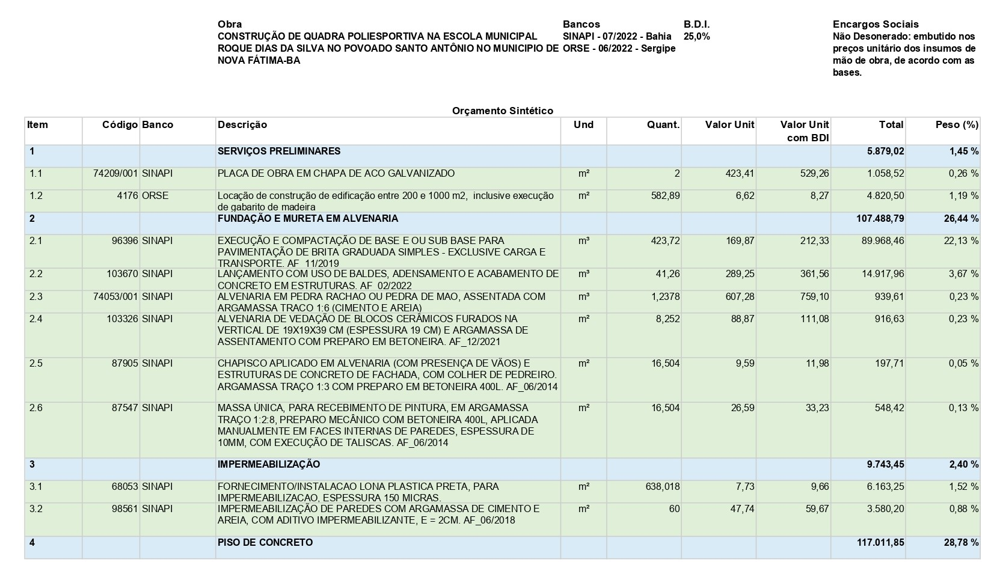 Obra
CONSTRUÇÃO DE QUADRA POLIESPORTIVA NA ESCOLA MUNICIPAL
ROQUE DIAS DA SILVA NO POVOADO SANTO ANTÔNIO NO MUNICIPIO DE
NOVA FÁTIMA-BA
Bancos
SINAPI - 07/2022 - Bahia
ORSE - 06/2022 - Sergipe
B.D.I.
25,0%
Encargos Sociais
Não Desonerado: embutido nos
preços unitário dos insumos de
mão de obra, de acordo com as
bases.
Orçamento Sintético
Item Código Banco Descrição Und Quant. Valor Unit Valor Unit Total Peso (%)
com BDI
1 SERVIÇOS PRELIMINARES 5.879,02 1,45 %
1.1 74209/001 SINAPI PLACA DE OBRA EM CHAPA DE ACO GALVANIZADO m² 2 423,41 529,26 1.058,52 0,26 %
1.2 4176 ORSE Locação de construção de edificação entre 200 e 1000 m2, inclusive execução m² 582,89 6,62 8,27 4.820,50 1,19 %
de gabarito de madeira
2 FUNDAÇÃO E MURETA EM ALVENARIA 107.488,79 26,44 %
2.1 96396 SINAPI EXECUÇÃO E COMPACTAÇÃO DE BASE E OU SUB BASE PARA m³ 423,72 169,87 212,33 89.968,46 22,13 %
PAVIMENTAÇÃO DE BRITA GRADUADA SIMPLES - EXCLUSIVE CARGA E
TRANSPORTE. AF_11/2019
2.2 103670 SINAPI LANÇAMENTO COM USO DE BALDES, ADENSAMENTO E ACABAMENTO DE m³ 41,26 289,25 361,56 14.917,96 3,67 %
CONCRETO EM ESTRUTURAS. AF_02/2022
2.3 74053/001 SINAPI ALVENARIA EM PEDRA RACHAO OU PEDRA DE MAO, ASSENTADA COM m³ 1,2378 607,28 759,10 939,61 0,23 %
ARGAMASSA TRACO 1:6 (CIMENTO E AREIA)
2.4 103326 SINAPI ALVENARIA DE VEDAÇÃO DE BLOCOS CERÂMICOS FURADOS NA m² 8,252 88,87 111,08 916,63 0,23 %
VERTICAL DE 19X19X39 CM (ESPESSURA 19 CM) E ARGAMASSA DE
ASSENTAMENTO COM PREPARO EM BETONEIRA. AF_12/2021
2.5 87905 SINAPI CHAPISCO APLICADO EM ALVENARIA (COM PRESENÇA DE VÃOS) E m² 16,504 9,59 11,98 197,71 0,05 %
ESTRUTURAS DE CONCRETO DE FACHADA, COM COLHER DE PEDREIRO.
ARGAMASSA TRAÇO 1:3 COM PREPARO EM BETONEIRA 400L. AF_06/2014
2.6 87547 SINAPI MASSA ÚNICA, PARA RECEBIMENTO DE PINTURA, EM ARGAMASSA m² 16,504 26,59 33,23 548,42 0,13 %
TRAÇO 1:2:8, PREPARO MECÂNICO COM BETONEIRA 400L, APLICADA
MANUALMENTE EM FACES INTERNAS DE PAREDES, ESPESSURA DE
10MM, COM EXECUÇÃO DE TALISCAS. AF_06/2014
3 IMPERMEABILIZAÇÃO 9.743,45 2,40 %
3.1 68053 SINAPI FORNECIMENTO/INSTALACAO LONA PLASTICA PRETA, PARA m² 638,018 7,73 9,66 6.163,25 1,52 %
IMPERMEABILIZACAO, ESPESSURA 150 MICRAS.
3.2 98561 SINAPI IMPERMEABILIZAÇÃO DE PAREDES COM ARGAMASSA DE CIMENTO E m² 60 47,74 59,67 3.580,20 0,88 %
AREIA, COM ADITIVO IMPERMEABILIZANTE, E = 2CM. AF_06/2018
4 PISO DE CONCRETO 117.011,85 28,78 %